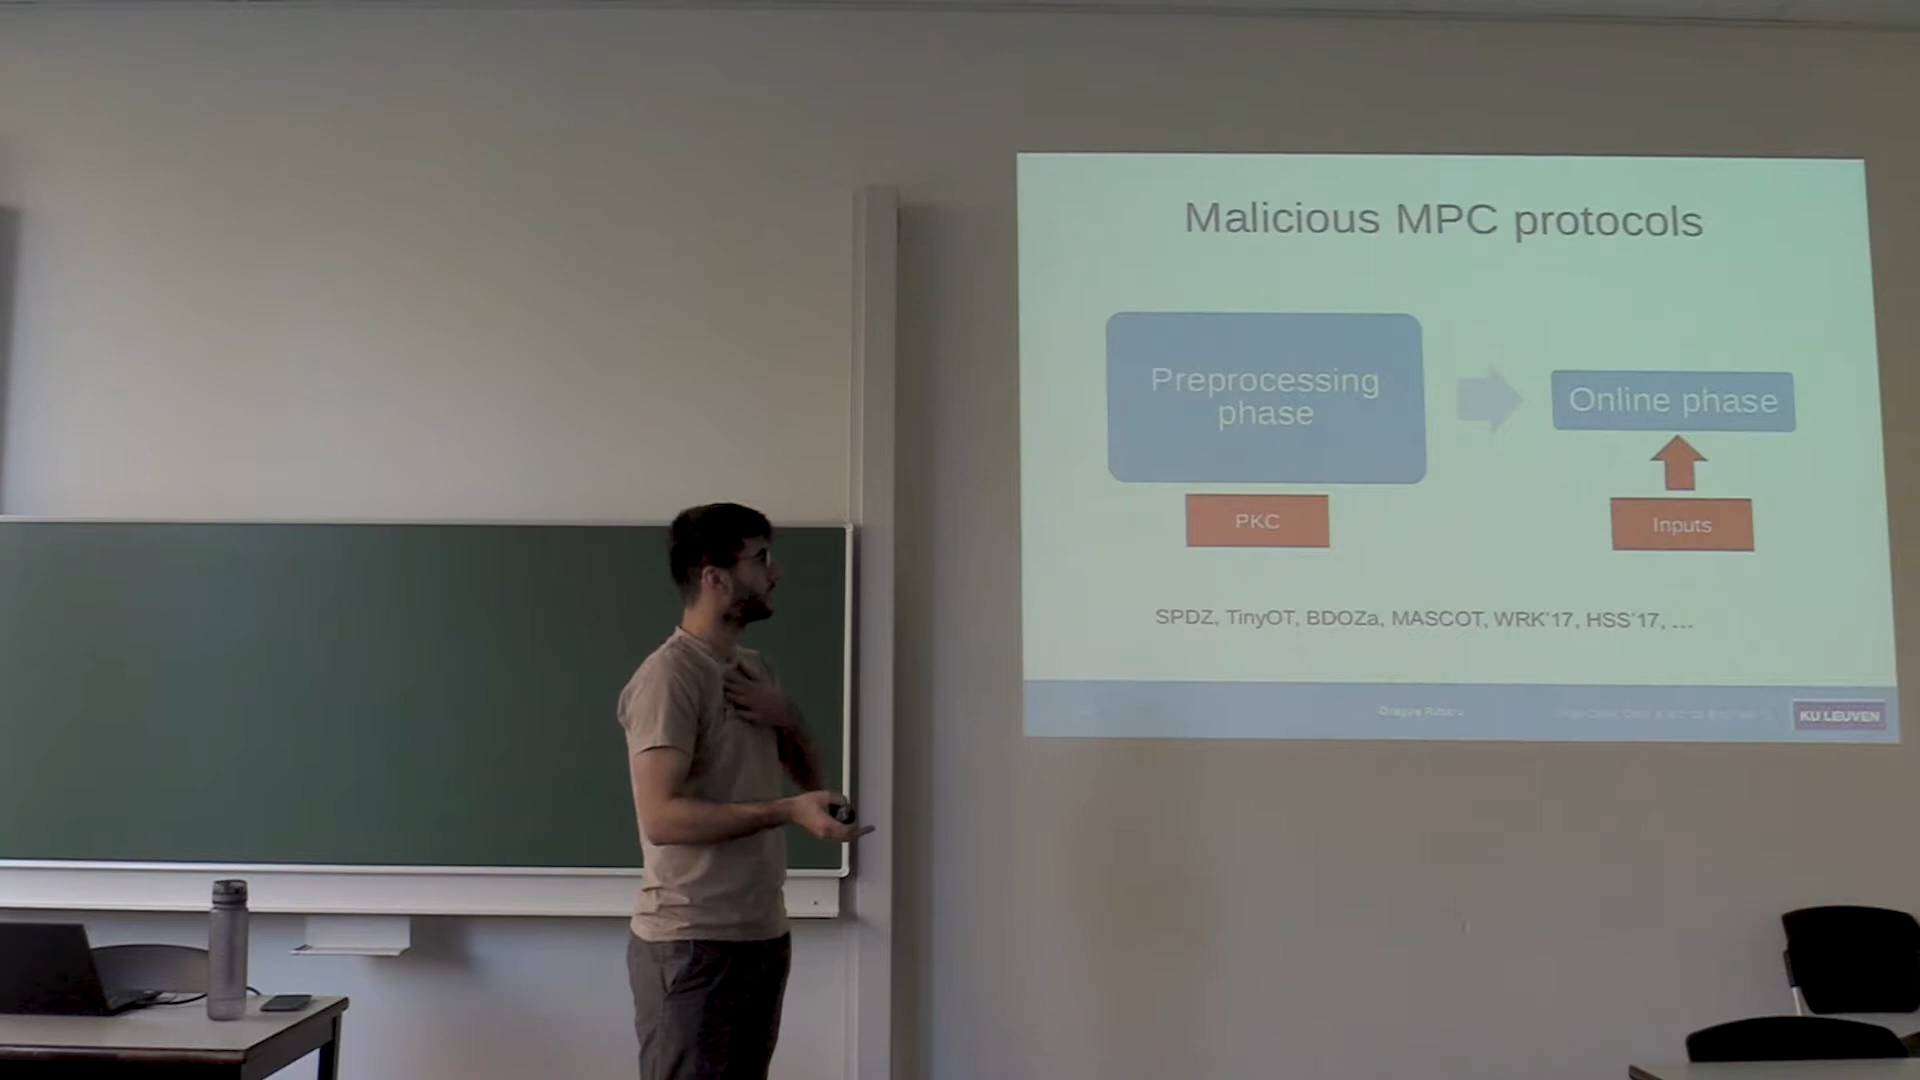 Malicious MPC protocols
Preprocessing
phase
Online phase
PKC
Inputs
SPDZ, TinyOT, BDOZa, MASCOT, WRK'17, HSS'17, ...
KU LEUVEN